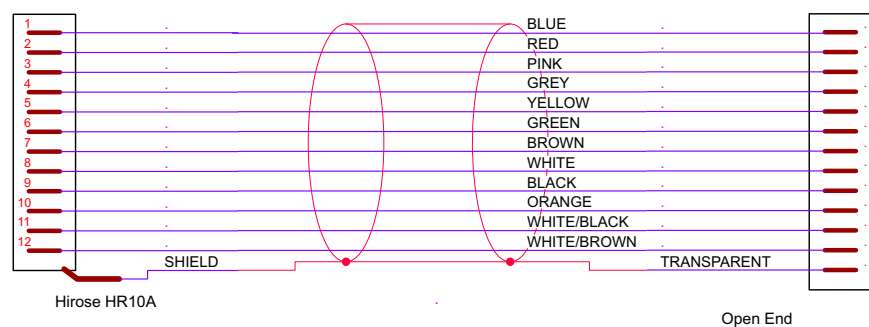 1 BLUE
2 RED
3 PINK
4 GREY
5 YELLOW
6 GREEN
7 BROWN
8 WHITE
9 BLACK
10 ORANGE
11 WHITE/BLACK
12 WHITE/BROWN
SHIELD TRANSPARENT
Hirose HR10A
Open End